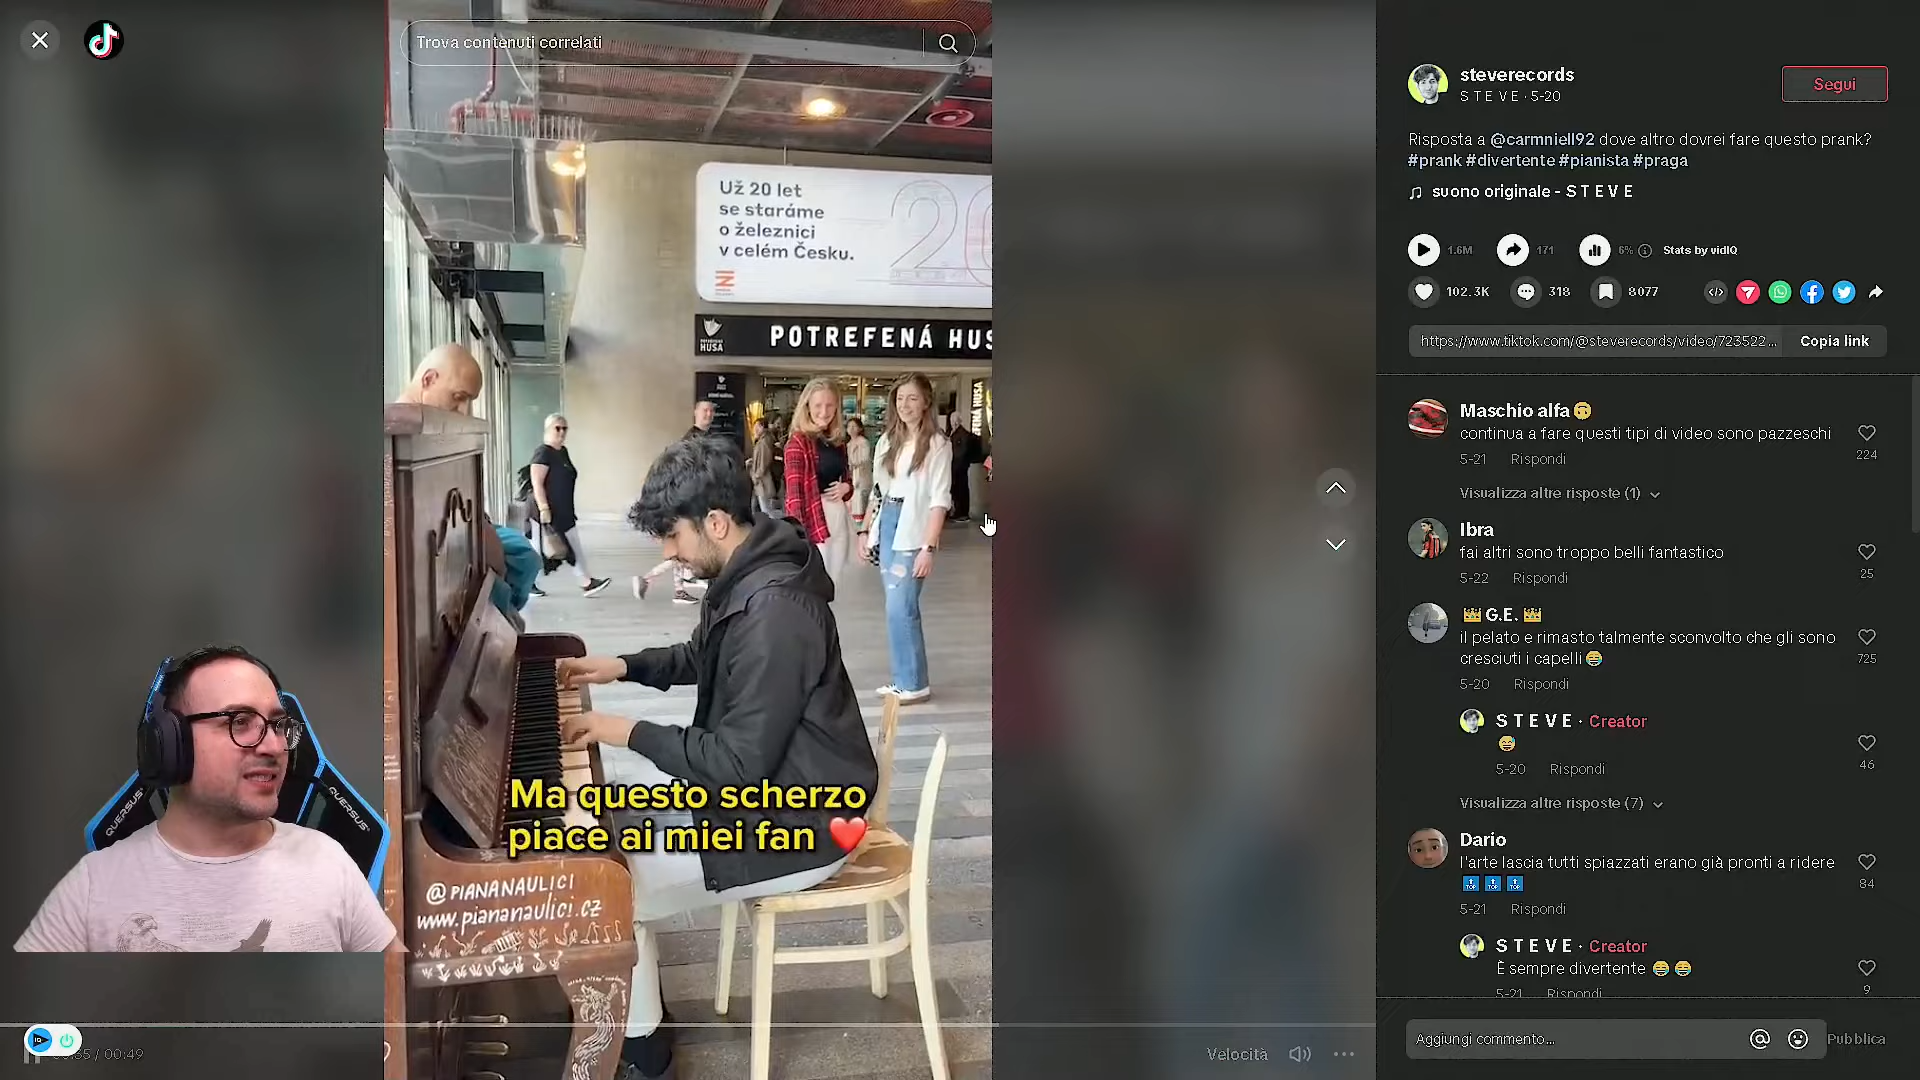 Trova contenuti correlati
Už 20 let
se staráme
o železnici
v celém Česku.
POTREFENÁ HUS
HUSA
Ma questo scherzo
piace ai miei fan ❤️
@PIANANAULICI
www.piananaulici.cz
QUERSUS
QUERSUS
/ 00:49
Velocità
steverecords
S T E V E · 5-20
Segui
Risposta a @carmniell92 dove altro dovrei fare questo prank?
#prank #divertente #pianista #praga
suono originale - S T E V E
1.6M 171 6% Stats by vidIQ
102.3K 318 8077
https://www.tiktok.com/@steverecords/video/723522... Copia link
Maschio alfa🙃
continua a fare questi tipi di video sono pazzeschi
224
5-21 Rispondi
Visualizza altre risposte (1)
Ibra
fai altri sono troppo belli fantastico
25
5-22 Rispondi
👑 G.E. 👑
il pelato e rimasto talmente sconvolto che gli sono
cresciuti i capelli 😂
725
5-20 Rispondi
S T E V E · Creator
😅
46
5-20 Rispondi
Visualizza altre risposte (7)
Dario
l'arte lascia tutti spiazzati erano già pronti a ridere
🔝🔝🔝
84
5-21 Rispondi
S T E V E · Creator
È sempre divertente 😂 😂
9
5-21 Rispondi
Aggiungi commento... Pubblica